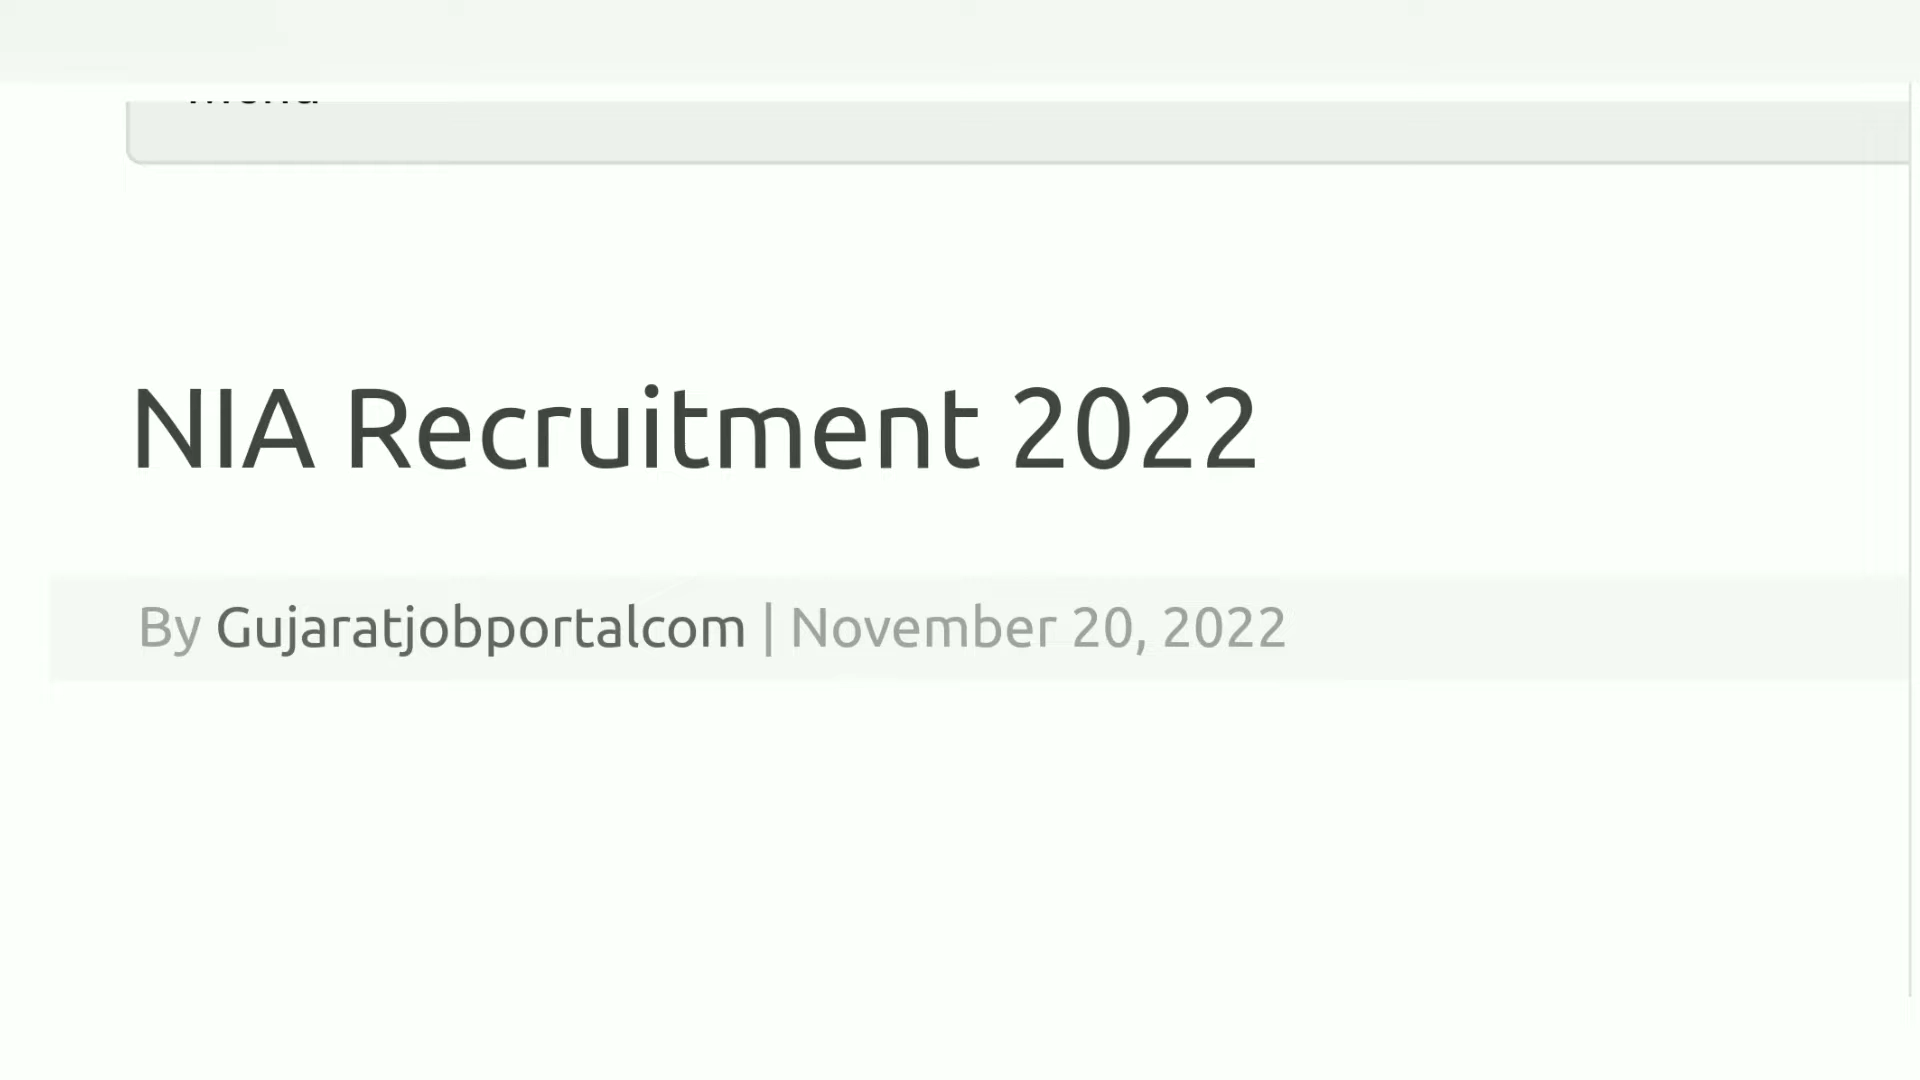 NIA Recruitment 2022
By Gujaratjobportalcom | November 20, 2022